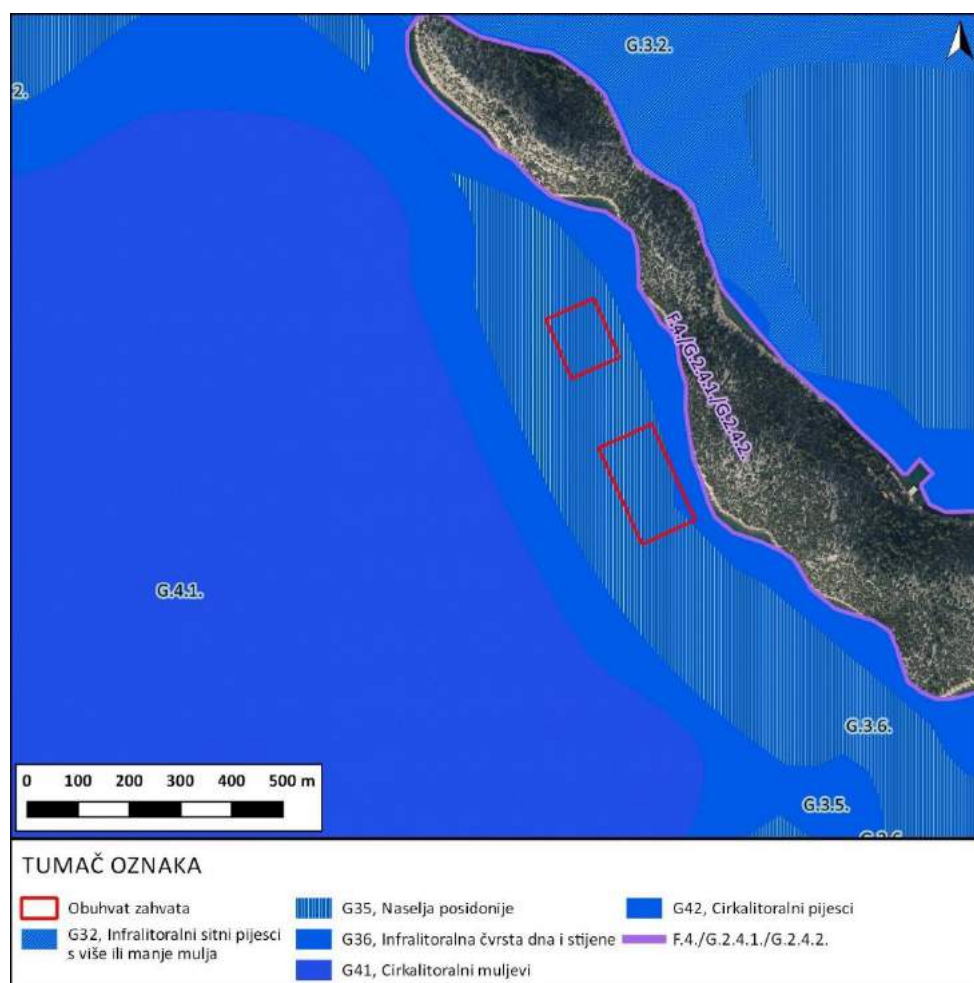 G.3.2.
2.
F.4./G.2.4.1./G.2.4.2.
G.4.1.
G.3.6.
0 100 200 300 400 500 m
G.3.5.
TUMAČ OZNAKA
Obuhvat zahvata
G32, Infralitoralni sitni pijesci
s više ili manje mulja
G35, Naselja posidonije
G36, Infralitoralna čvrsta dna i stijene
G41, Cirkalitoralni muljevi
G42, Cirkalitoralni pijesci
F.4./G.2.4.1./G.2.4.2.